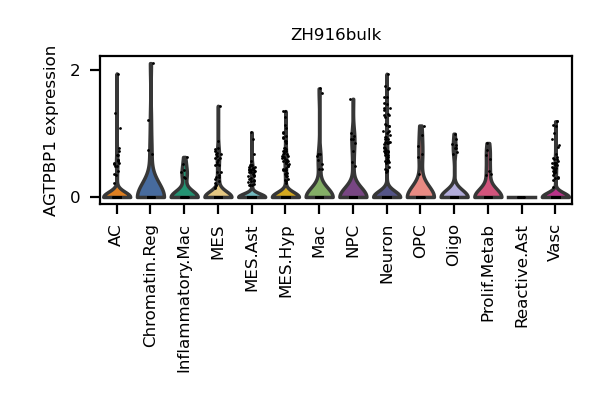 ZH916bulk
AGTPBP1 expression
2
0
AC
Chromatin.Reg
Inflammatory.Mac
MES
MES.Ast
MES.Hyp
Mac
NPC
Neuron
OPC
Oligo
Prolif.Metab
Reactive.Ast
Vasc